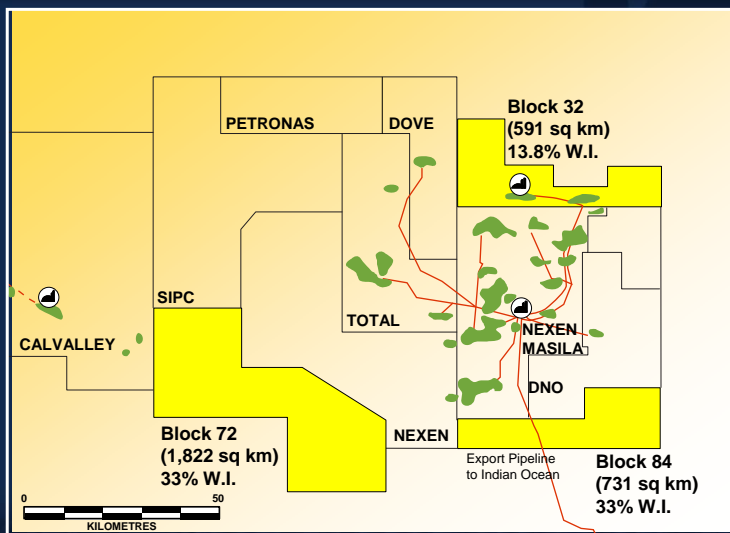 PETRONAS
DOVE
Block 32
(591 sq km)
13.8% W.I.
SIPC
TOTAL
CALVALLEY
NEXEN
MASILA
DNO
Block 72
(1,822 sq km)
33% W.I.
NEXEN
Export Pipeline
to Indian Ocean
Block 84
(731 sq km)
33% W.I.
0
50
KILOMETRES